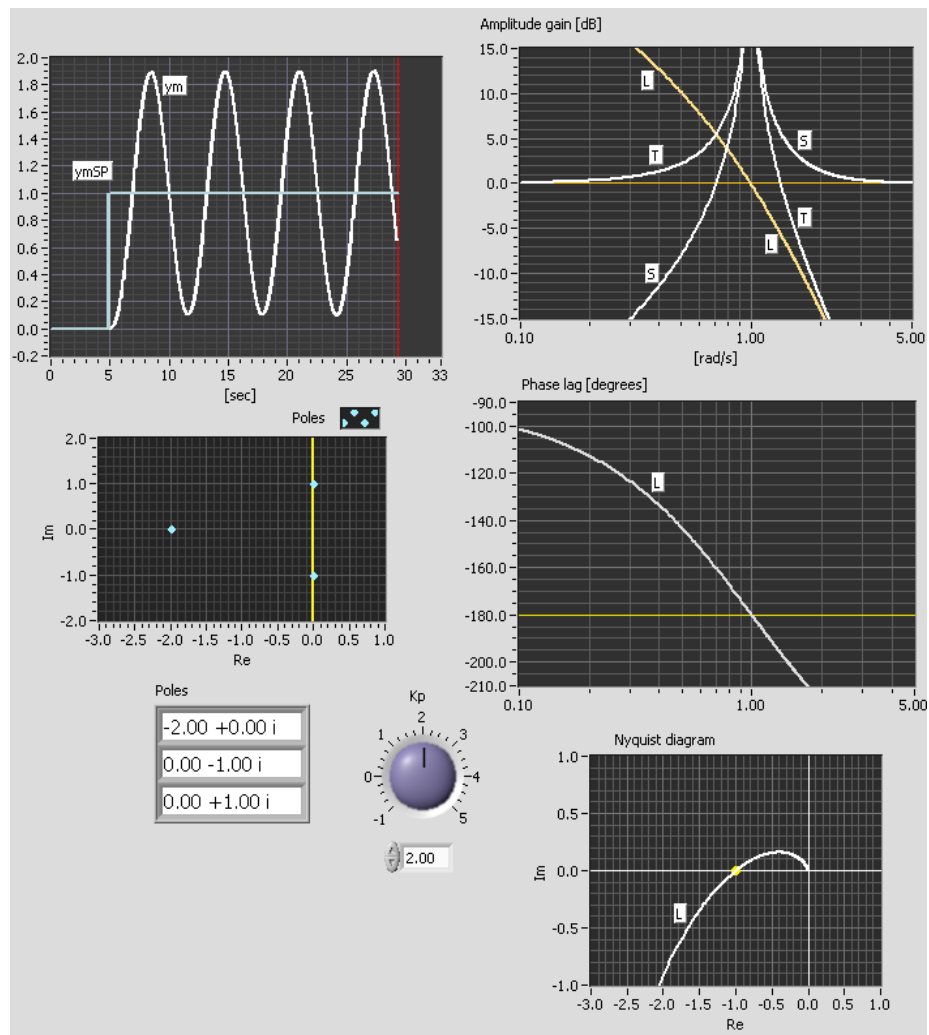 Amplitude gain [dB]
2.0
1.8
1.6
1.4
1.2
1.0
0.8
0.6
0.4
0.2
0.0
-0.2
ym
ymSP
0 5 10 15 20 25 30 33
[sec]
15.0
10.0
5.0
0.0
-5.0
-10.0
-15.0
L
T
S
S
T
L
0.10 1.00 5.00
[rad/s]
Phase lag [degrees]
-90.0
-100.0
-120.0
-140.0
-160.0
-180.0
-200.0
-210.0
L
0.10 1.00 5.00
Poles
2.0
1.0
0.0
-1.0
-2.0
Im
-3.0 -2.5 -2.0 -1.5 -1.0 -0.5 0.0 0.5 1.0
Re
Poles
-2.00 +0.00 i
0.00 -1.00 i
0.00 +1.00 i
Kp
-1 0 1 2 3 4 5
2.00
Nyquist diagram
1.0
0.5
0.0
-0.5
-1.0
Im
L
-3.0 -2.5 -2.0 -1.5 -1.0 -0.5 0.0 0.5 1.0
Re